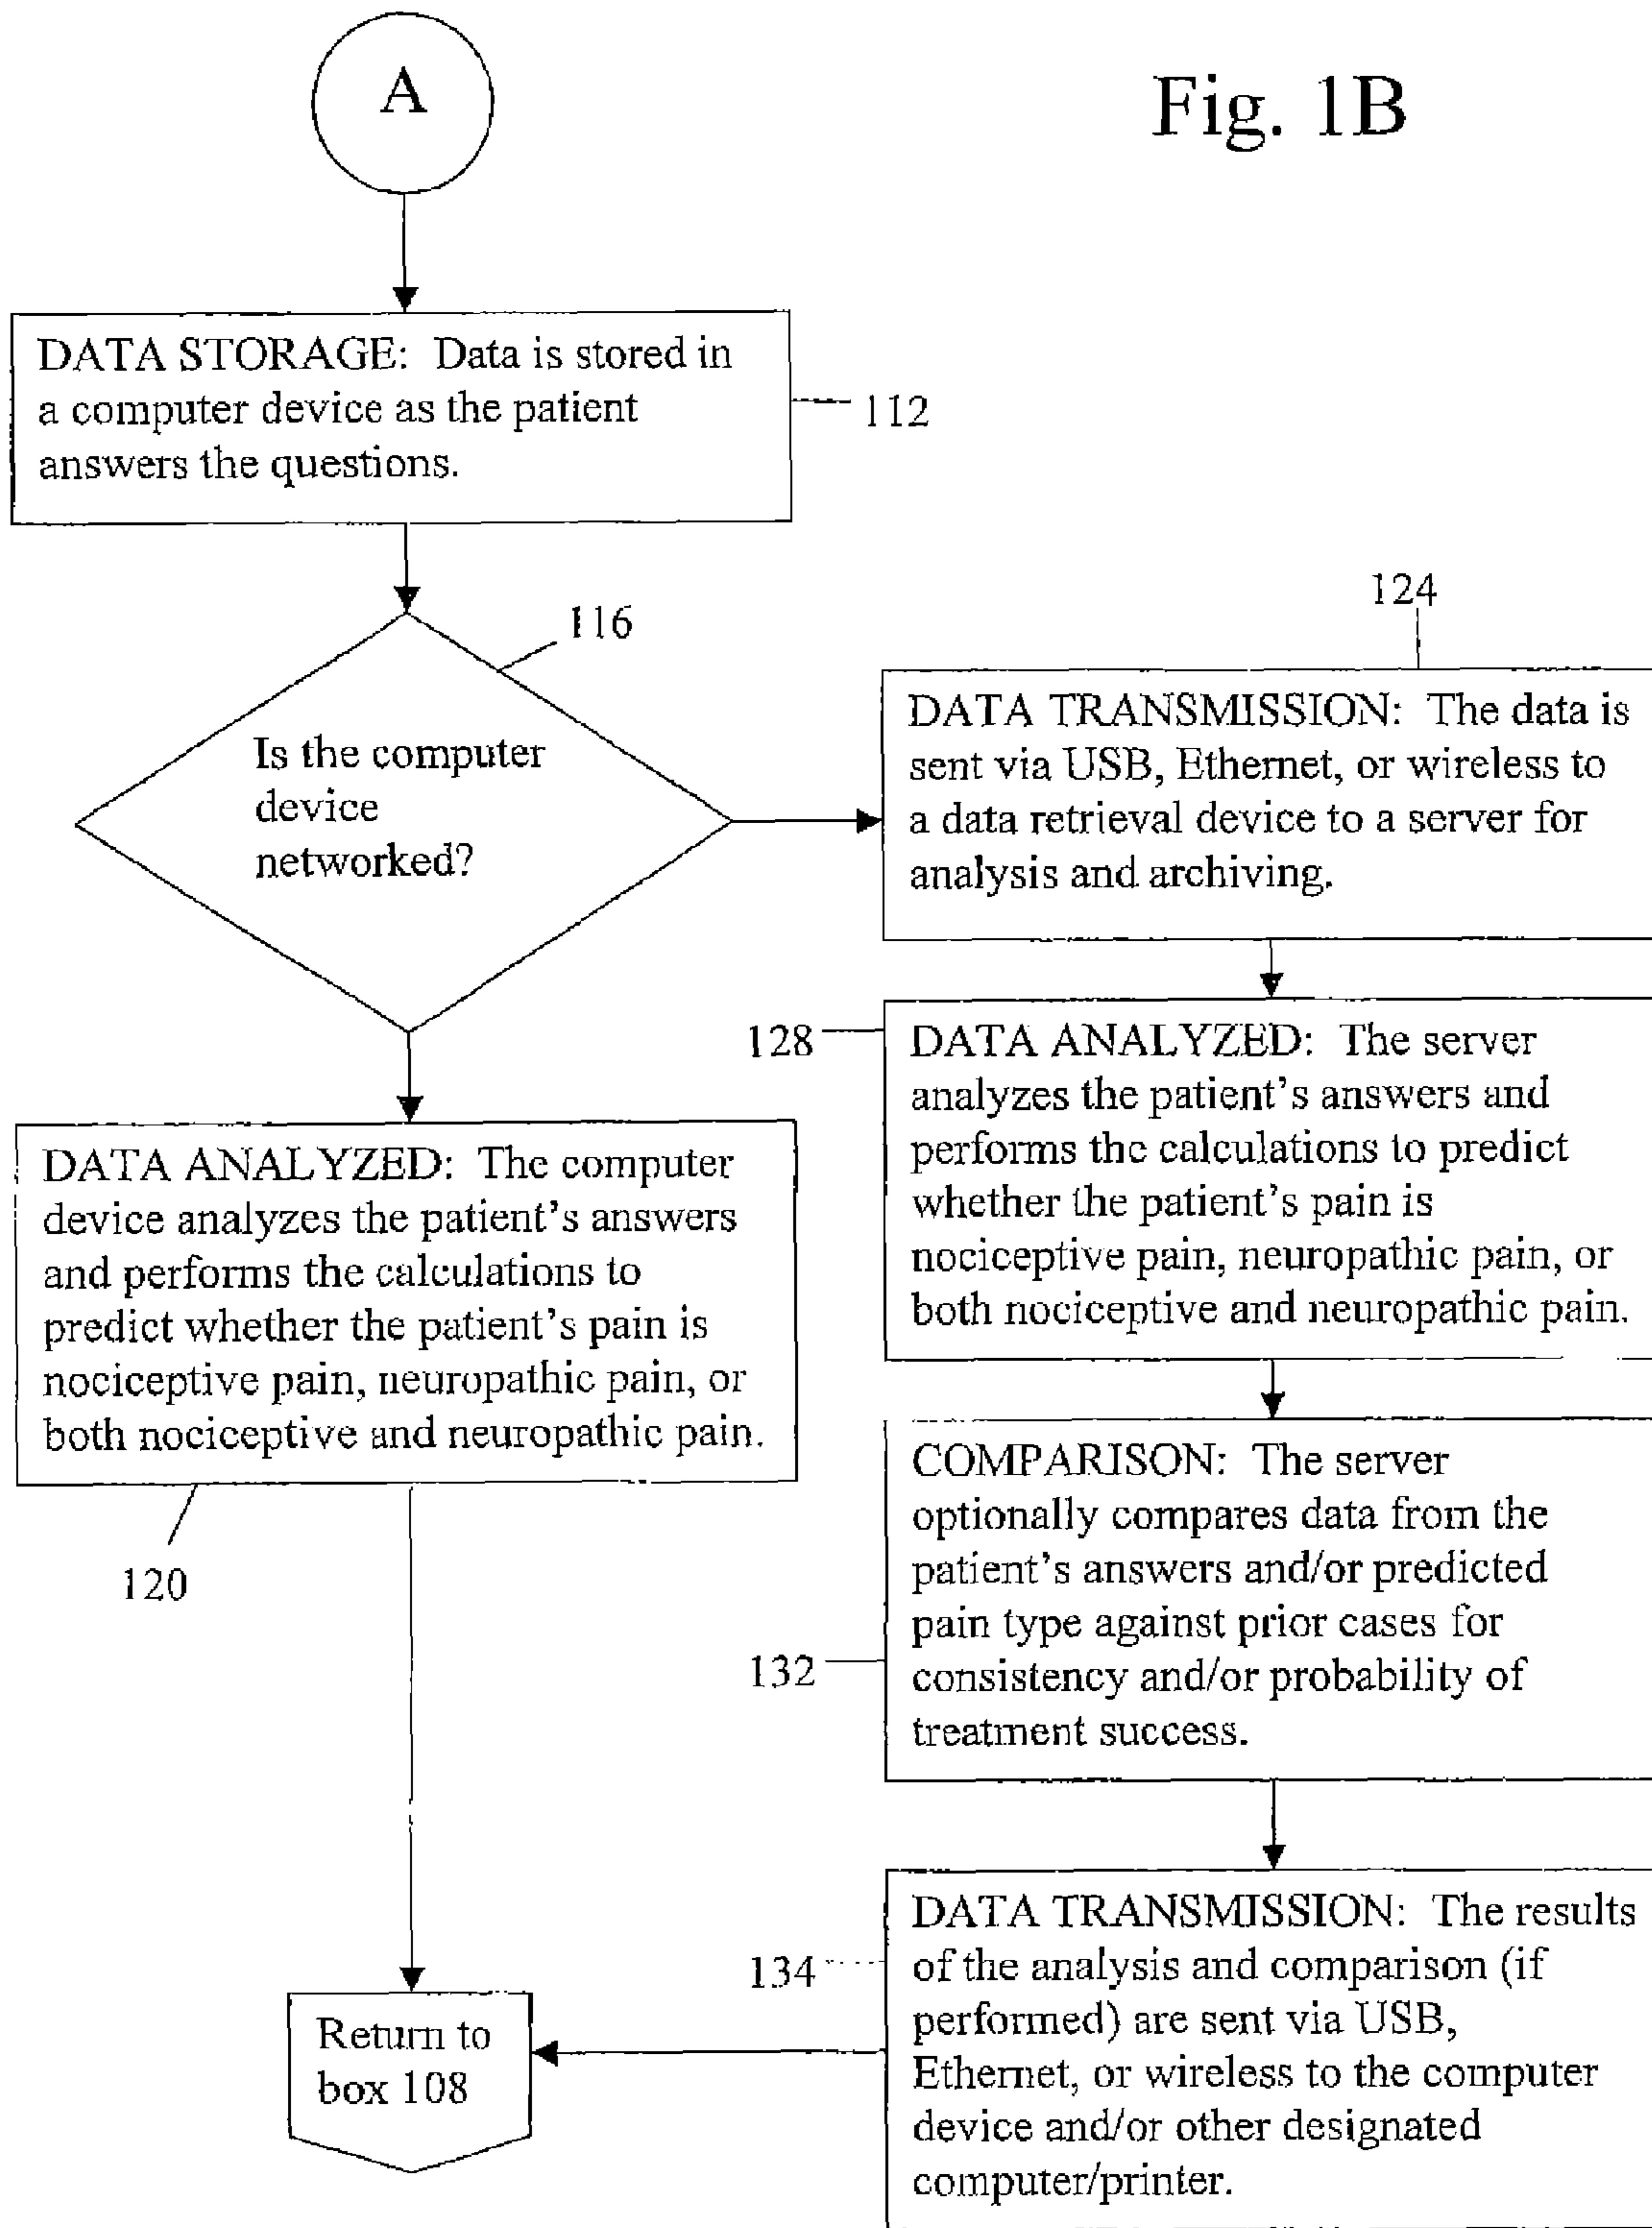 Fig. 1B
A
DATA STORAGE: Data is stored in
a computer device as the patient
answers the questions.
112
116
Is the computer
device
networked?
124
DATA TRANSMISSION: The data is
sent via USB, Ethernet, or wireless to
a data retrieval device to a server for
analysis and archiving.
128
DATA ANALYZED: The server
analyzes the patient's answers and
performs the calculations to predict
whether the patient's pain is
nociceptive pain, neuropathic pain, or
both nociceptive and neuropathic pain.
DATA ANALYZED: The computer
device analyzes the patient's answers
and performs the calculations to
predict whether the patient's pain is
nociceptive pain, neuropathic pain, or
both nociceptive and neuropathic pain.
120
COMPARISON: The server
optionally compares data from the
patient's answers and/or predicted
pain type against prior cases for
consistency and/or probability of
treatment success.
132
134
DATA TRANSMISSION: The results
of the analysis and comparison (if
performed) are sent via USB,
Ethernet, or wireless to the computer
device and/or other designated
computer/printer.
Return to
box 108